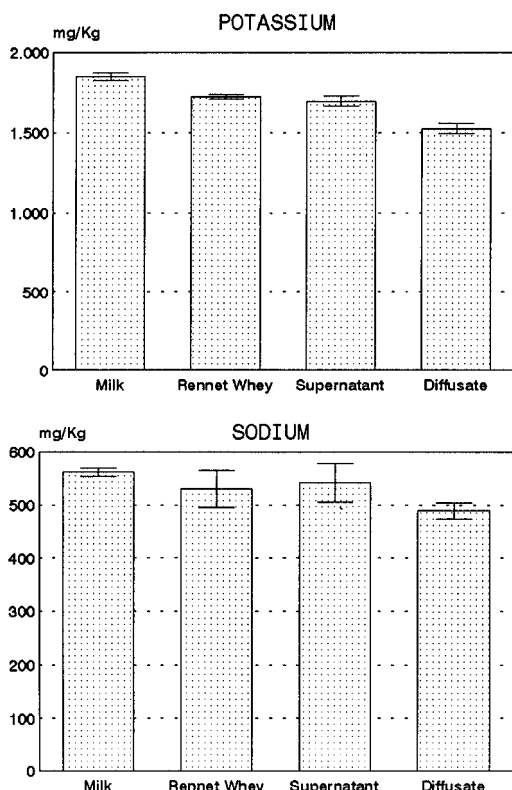 POTASSIUM
mg/Kg
2.000
1.500
1.000
500
0
Milk Rennet Whey Supernatant Diffusate
SODIUM
mg/Kg
600
500
400
300
200
100
0
Milk Rennet Whey Supernatant Diffusate